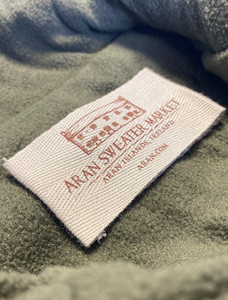 ARAN SWEATER MARKET
ARAN ISLANDS, IRELAND
ARAN.COM